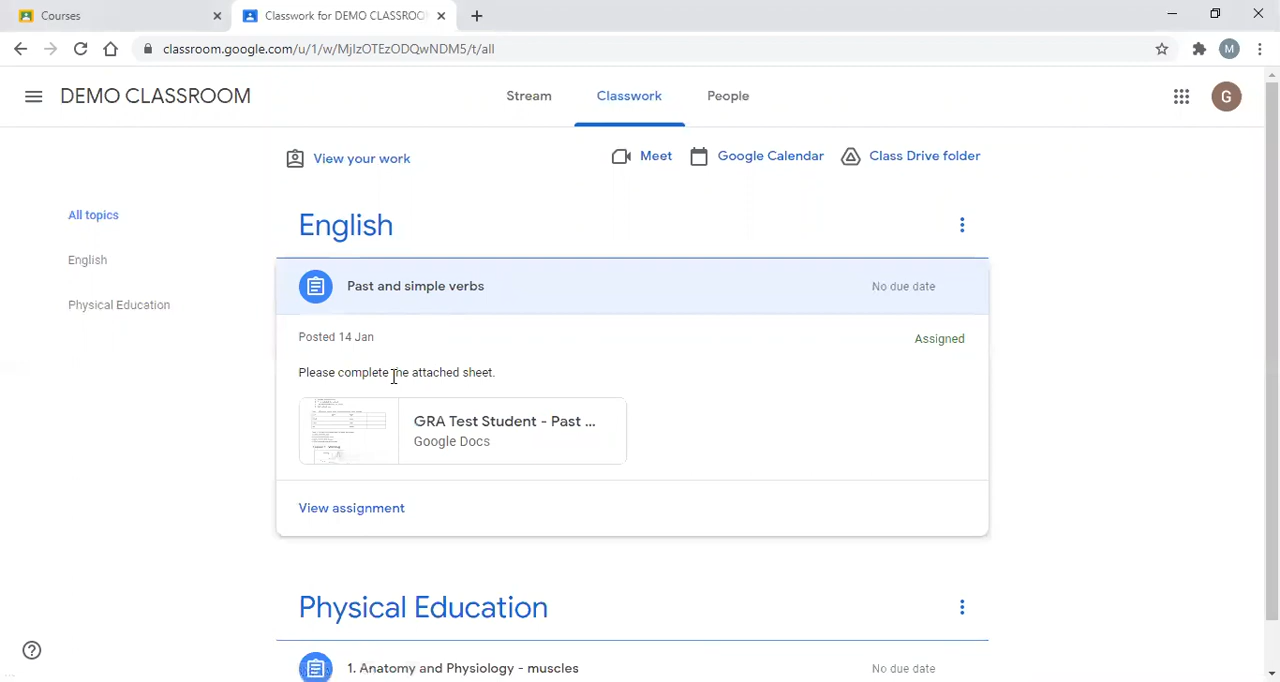 Courses
Classwork for DEMO CLASSROO
classroom.google.com/u/1/w/MjIzOTEzODQwNDM5/t/all
M
DEMO CLASSROOM
Stream
Classwork
People
G
View your work
Meet
Google Calendar
Class Drive folder
All topics
English
Physical Education
English
Past and simple verbs
No due date
Posted 14 Jan
Assigned
Please complete the attached sheet.
GRA Test Student - Past ...
Google Docs
View assignment
Physical Education
1. Anatomy and Physiology - muscles
No due date